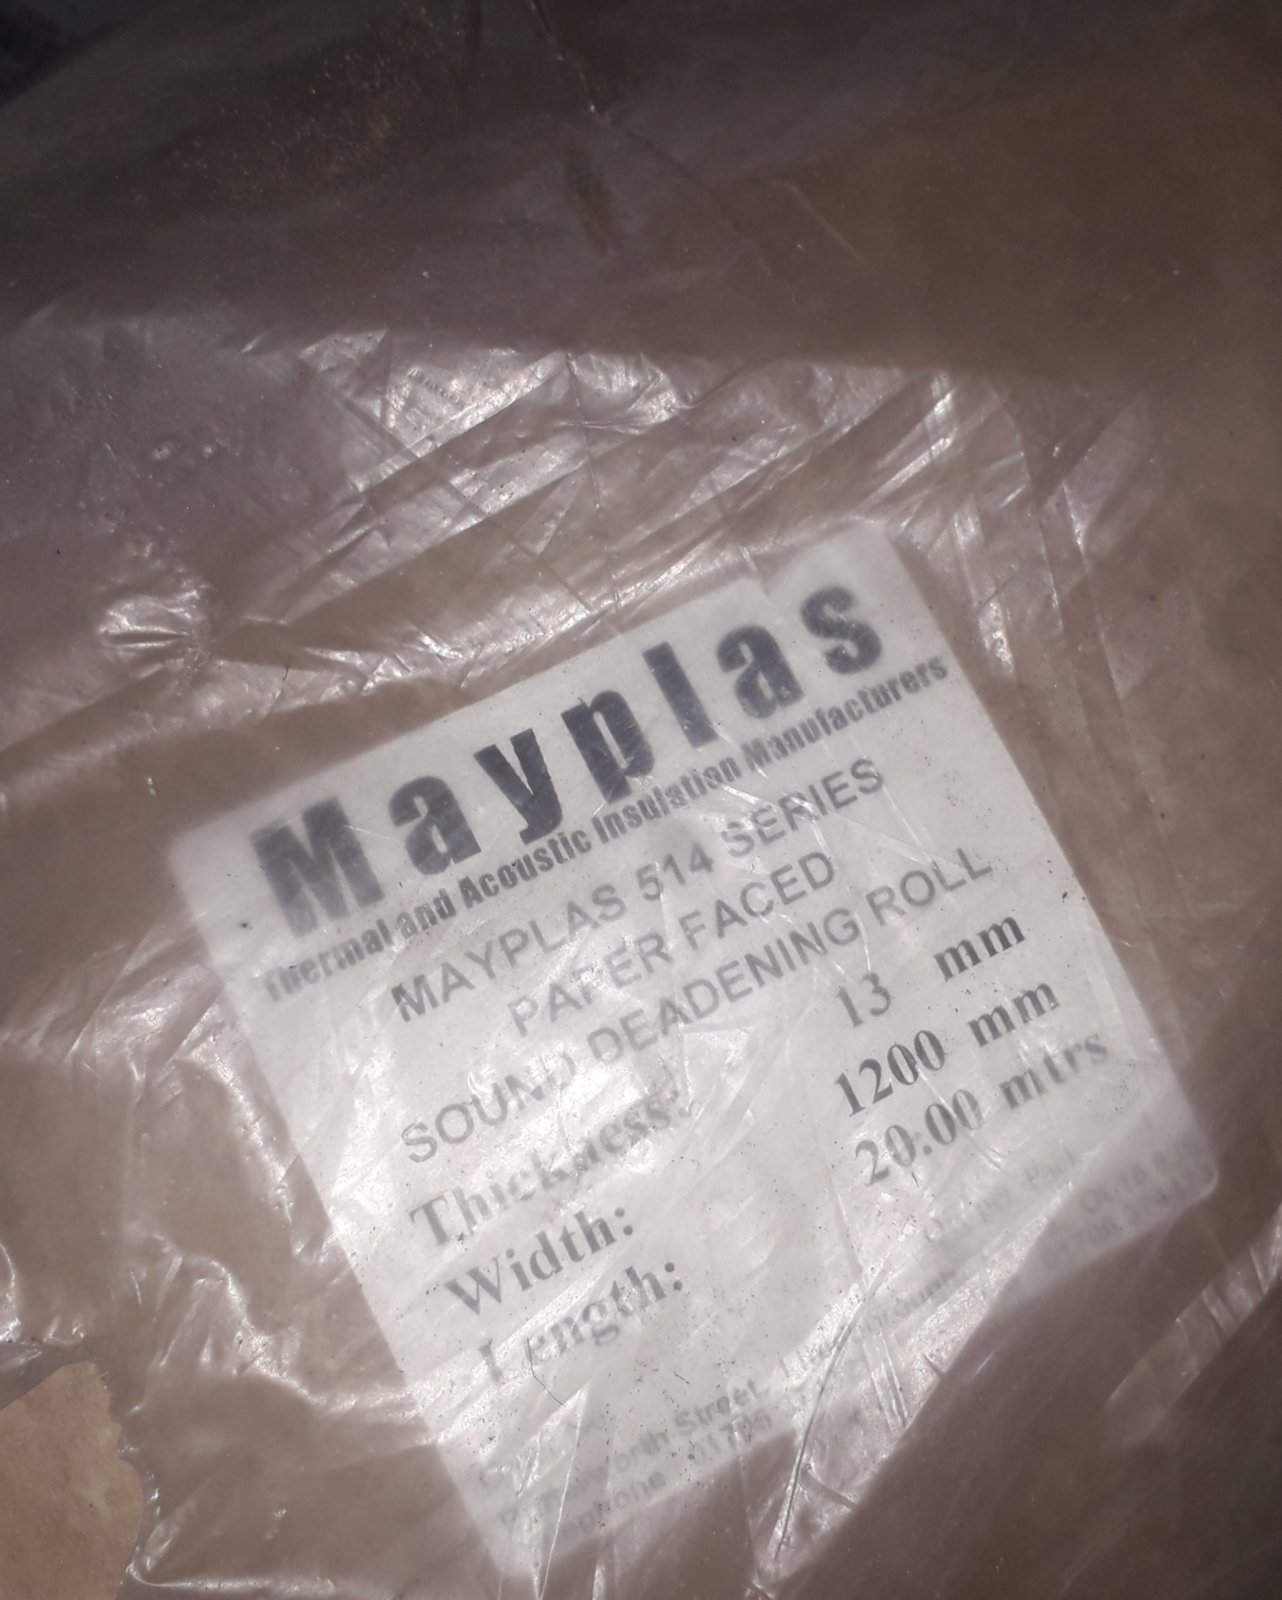 Mayplas
Thermal and Acoustic Insulation Manufacturers
MAYPLAS 514 SERIES
PAPER FACED
SOUND DEADENING ROLL
Thickness: 13 mm
Width: 1200 mm
Length: 20.00 mtrs
Street,